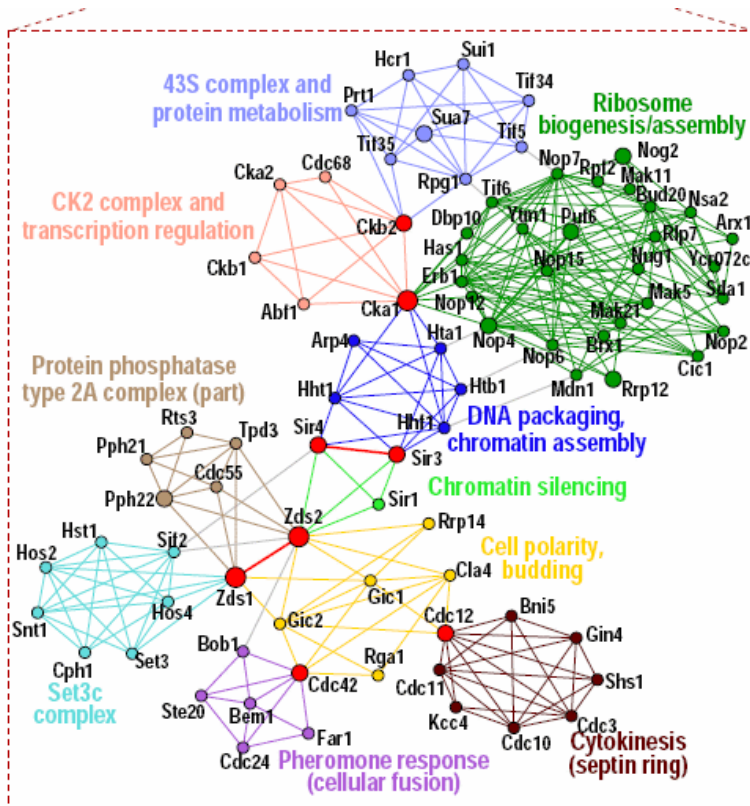 Hcr1
Sui1
43S complex and
protein metabolism
Tif34
Prt1
Sua7
Tif35
Tif5
Rpg1
Ribosome
biogenesis/assembly
Nog2
Nop7
Rpf2
Mak11
Bud20
Nsa2
Tif6
Dbp10
Ytm1
Puf6
Rlp7
Arx1
Has1
Nop15
Nug1
Ycr072c
Erb1
Nop12
Mak5
Sda1
Mak21
Nop4
Brx1
Nop2
Nop6
Cic1
Mdn1
Rrp12
Cka2
Cdc68
CK2 complex and
transcription regulation
Ckb2
Ckb1
Abf1
Cka1
Arp4
Hta1
Hht1
Htb1
Hhf1
DNA packaging,
chromatin assembly
Sir4
Sir3
Sir1
Chromatin silencing
Protein phosphatase
type 2A complex (part)
Rts3
Tpd3
Pph21
Cdc55
Pph22
Zds2
Rrp14
Cell polarity,
budding
Hst1
Sif2
Hos2
Zds1
Hos4
Snt1
Cph1
Set3
Set3c
complex
Gic2
Gic1
Cla4
Cdc12
Rga1
Cdc42
Bob1
Ste20
Bem1
Far1
Cdc24
Pheromone response
(cellular fusion)
Bni5
Gin4
Shs1
Cdc11
Kcc4
Cdc10
Cdc3
Cytokinesis
(septin ring)